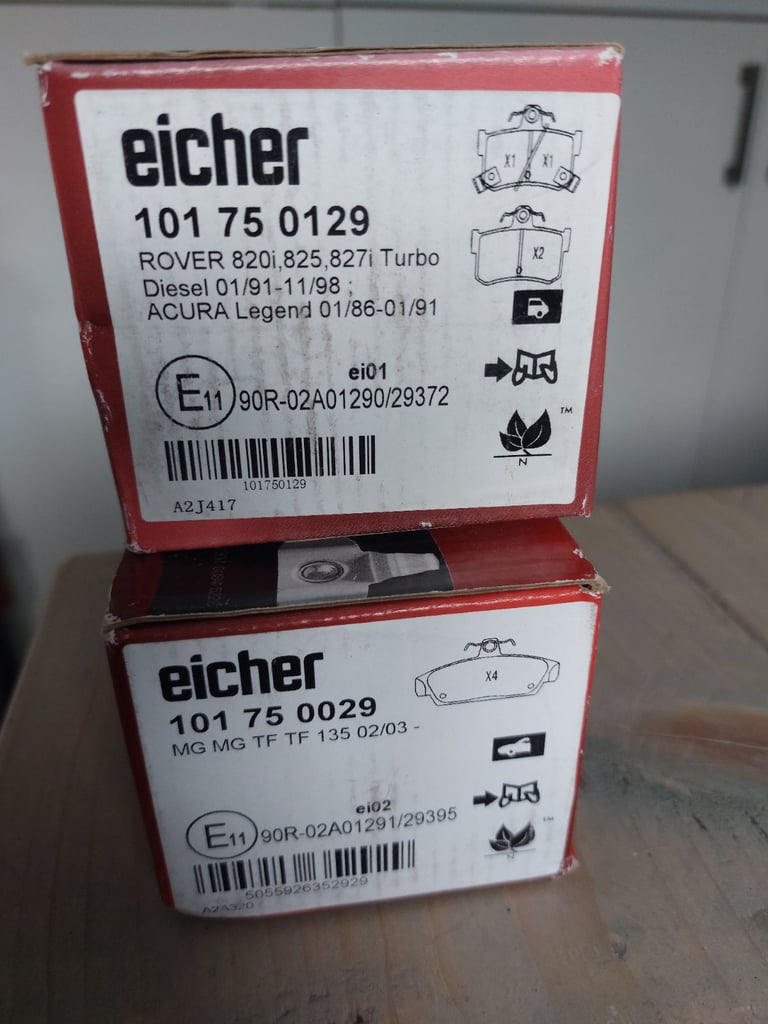 eicher
101 75 0129
ROVER 820i,825,827i Turbo
Diesel 01/91-11/98 ;
ACURA Legend 01/86-01/91
X1 X1
X2
ei01
E11 90R-02A01290/29372
TM
N
101750129
A2J417
eicher
101 75 0029
MG MG TF TF 135 02/03 -
X4
ei02
E11 90R-02A01291/29395
TM
N
5055926352929
A2A320